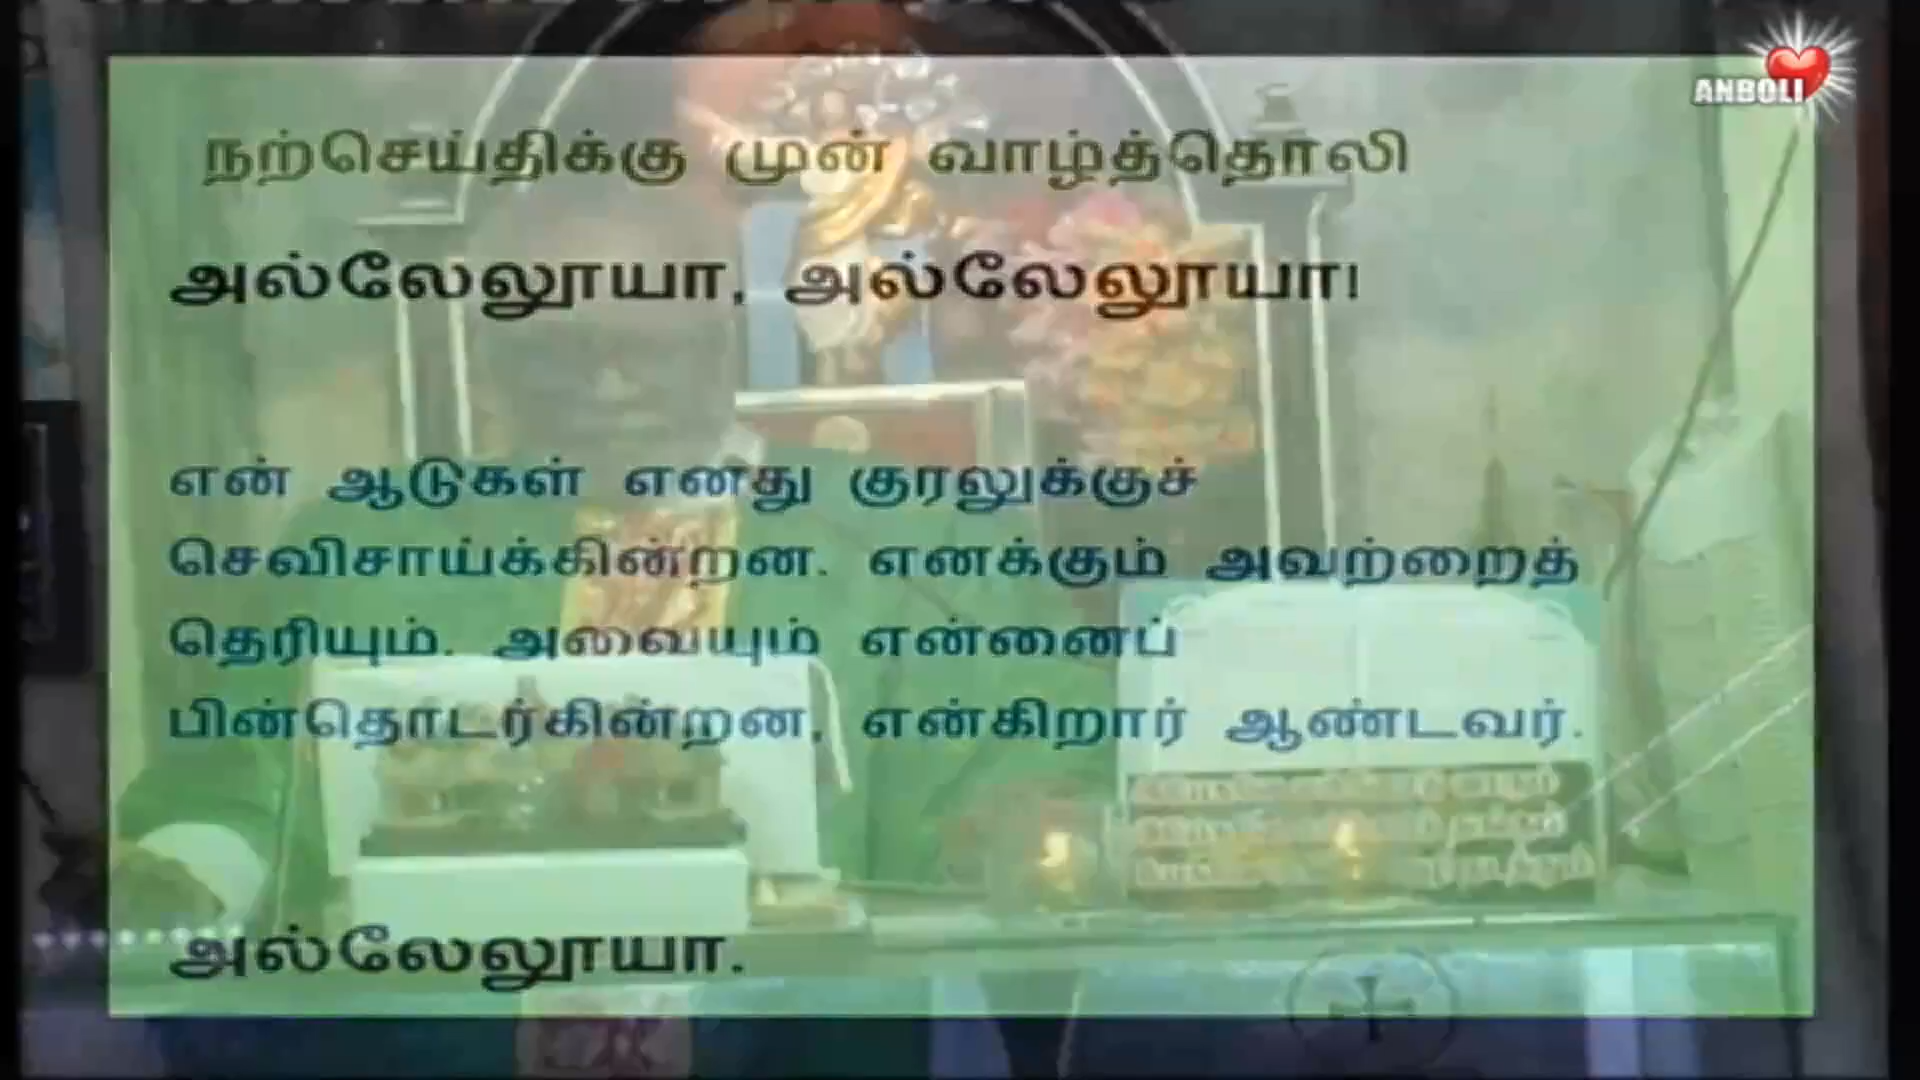 ANBOLI
நற்செய்திக்கு முன் வாழ்த்தொலி
அல்லேலூயா, அல்லேலூயா!
என் ஆடுகள் எனது குரலுக்குச்
செவிசாய்க்கின்றன. எனக்கும் அவற்றைத்
தெரியும். அவையும் என்னைப்
பின்தொடர்கின்றன, என்கிறார் ஆண்டவர்.
அல்லேலூயா.